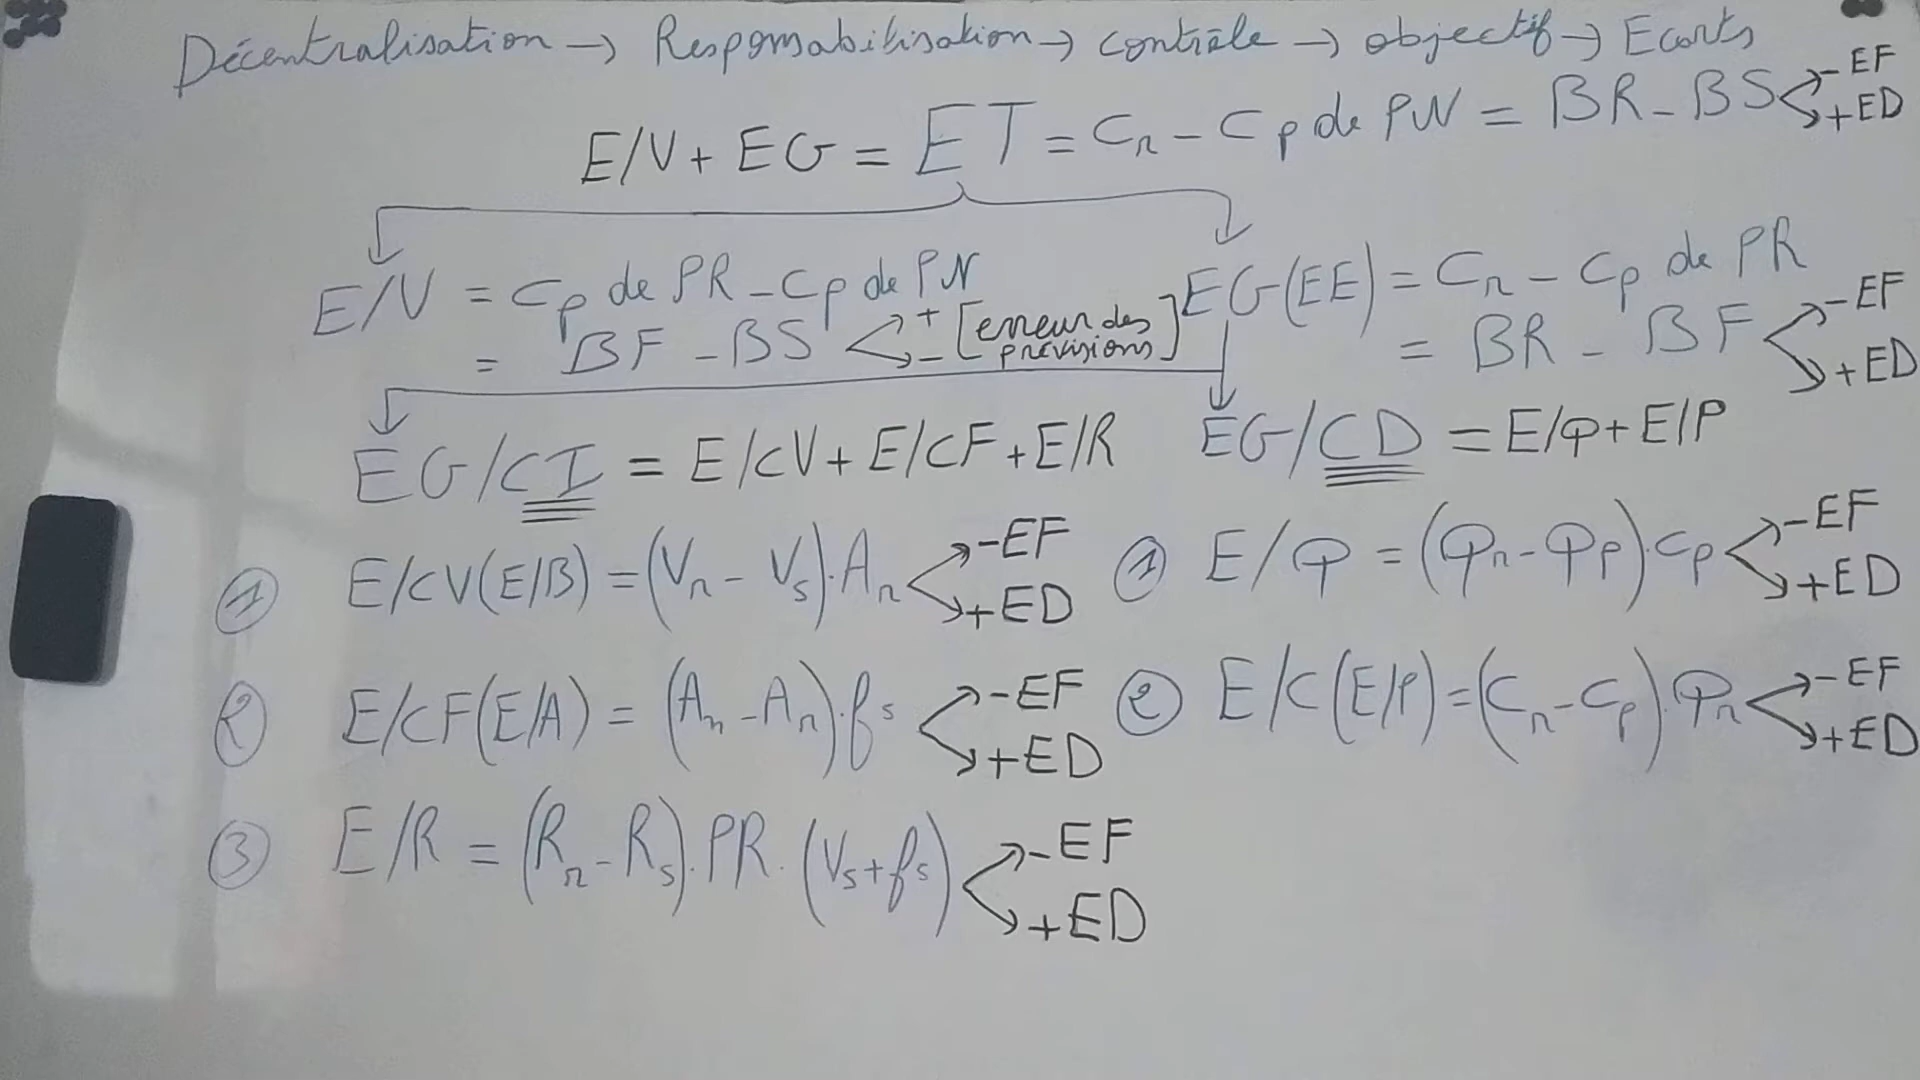 Décentralisation → Responsabilisation → contrôle → objectif → Ecarts
E/V + EG = ET = Cr - Cp de PN = BR - BS -EF +ED
E/V = Cp de PR - Cp de PN
= BF - BS + - [erreur des prévisions]
EG(EE) = Cr - Cp de PR
= BR - BF -EF +ED
EG/CI = E/CV + E/CF + E/R
EG/CD = E/Q + E/P
① E/CV(E/B) = (Vr - Vs).Ar -EF +ED
① E/Q = (Qr - Qp).Cp -EF +ED
② E/CF(E/A) = (An - Ar).fs -EF +ED
② E/C(E/P) = (Cr - Cp).Qr -EF +ED
③ E/R = (Rr - Rs).PR.(Vs + fs) -EF +ED